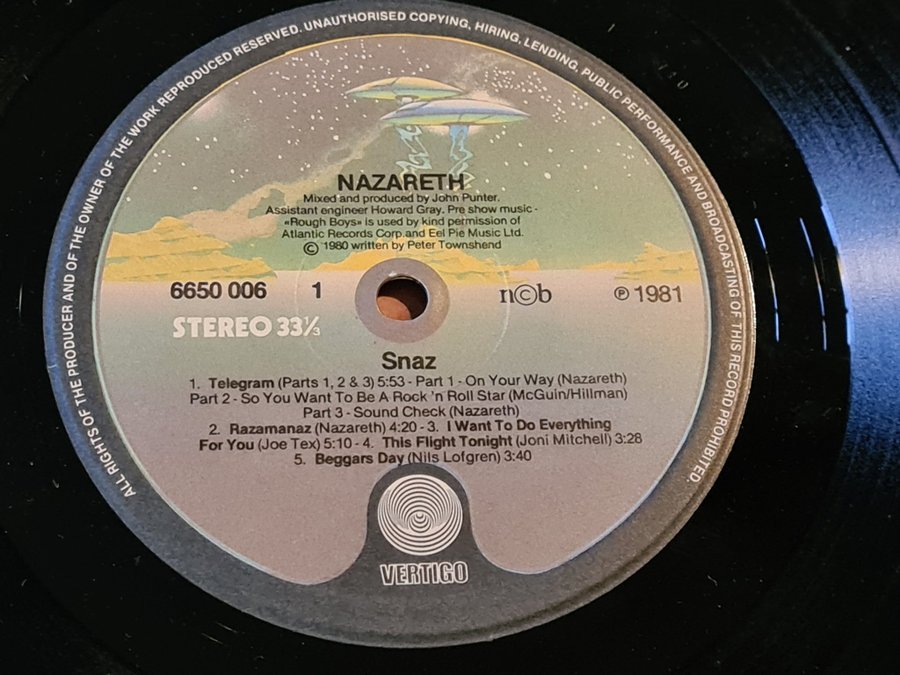 ALL RIGHTS OF THE PRODUCER AND OF THE OWNER OF THE WORK REPRODUCED RESERVED. UNAUTHORISED COPYING, HIRING, LENDING, PUBLIC PERFORMANCE AND BROADCASTING OF THIS RECORD PROHIBITED.
NAZARETH
Mixed and produced by John Punter.
Assistant engineer Howard Gray. Pre show music -
«Rough Boys» is used by kind permission of
Atlantic Records Corp. and Eel Pie Music Ltd.
© 1980 written by Peter Townshend
6650 006 1 n©b ℗ 1981
STEREO 33⅓
Snaz
1. Telegram (Parts 1, 2 & 3) 5:53 - Part 1 - On Your Way (Nazareth)
Part 2 - So You Want To Be A Rock 'n Roll Star (McGuin/Hillman)
Part 3 - Sound Check (Nazareth)
2. Razamanaz (Nazareth) 4:20 - 3. I Want To Do Everything
For You (Joe Tex) 5:10 - 4. This Flight Tonight (Joni Mitchell) 3:28
5. Beggars Day (Nils Lofgren) 3:40
VERTIGO